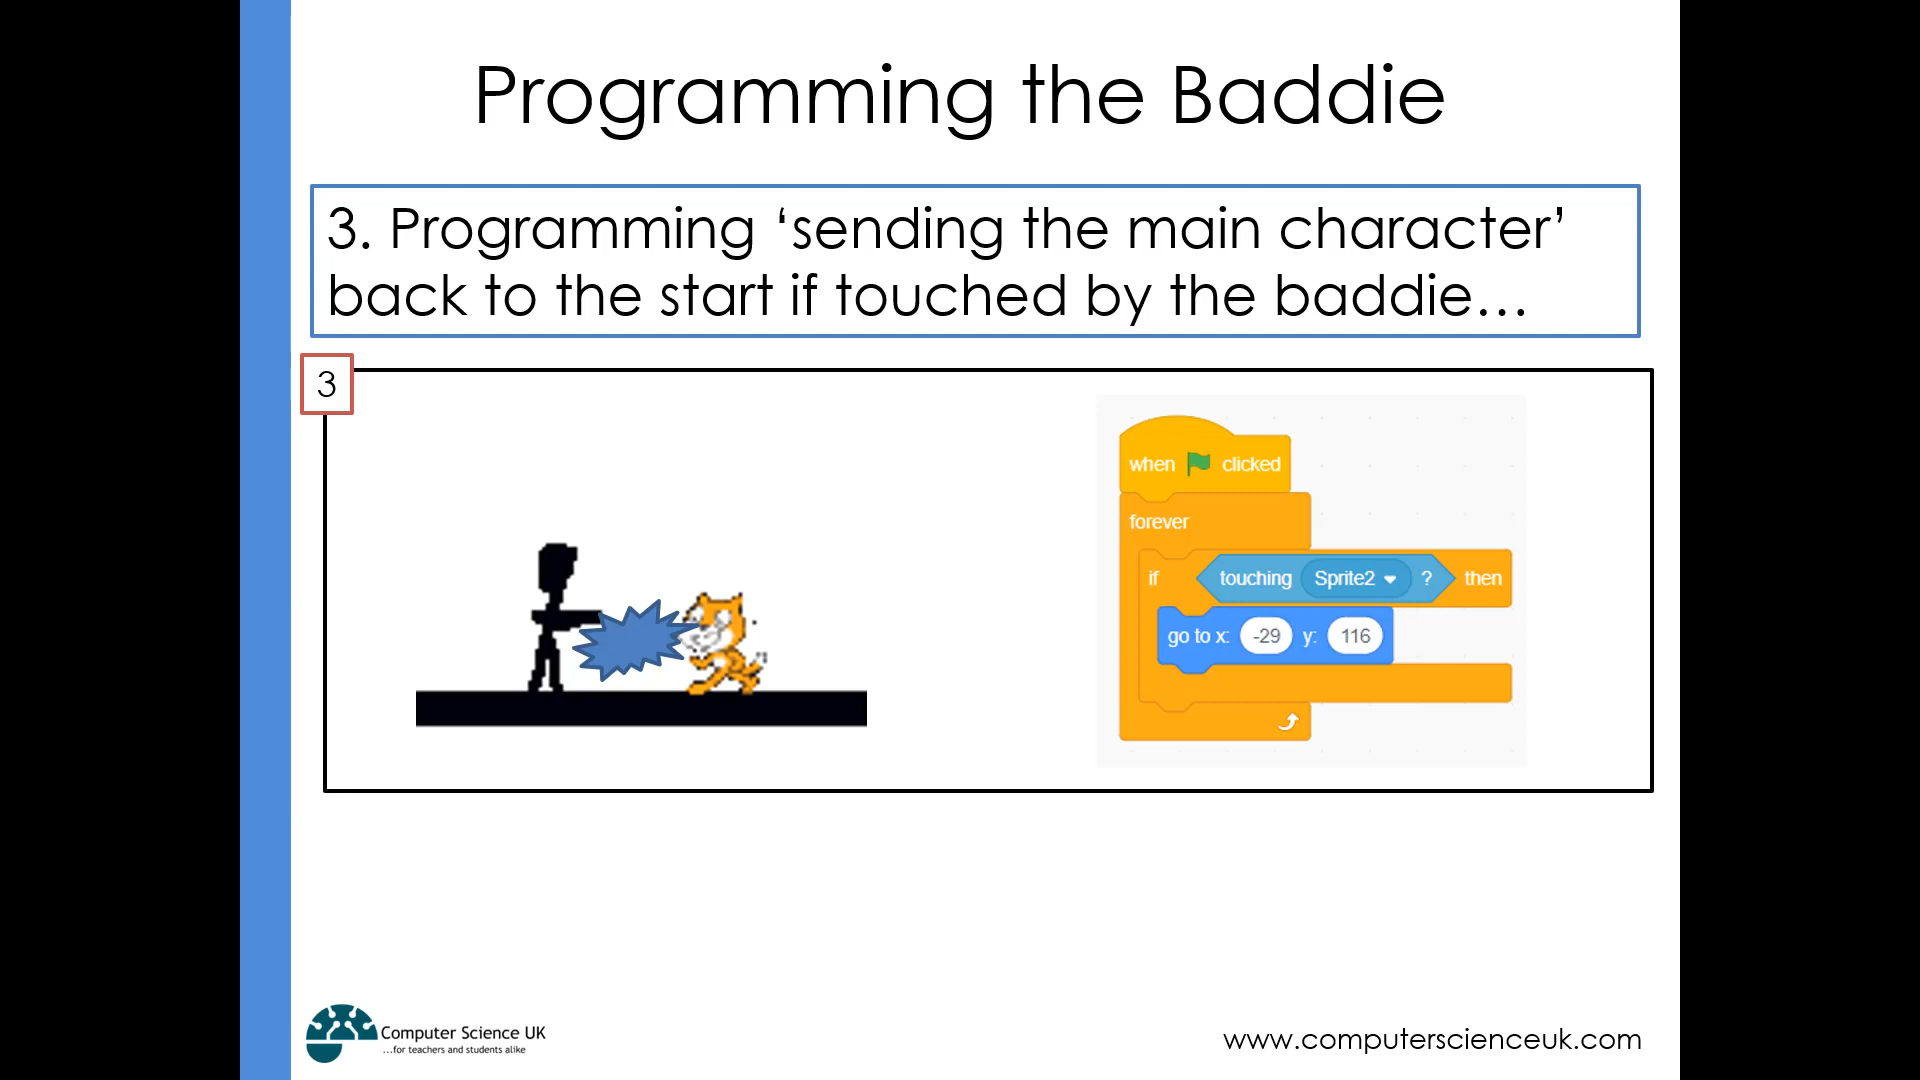 Programming the Baddie
3. Programming ‘sending the main character’
back to the start if touched by the baddie…
3
when clicked
forever
if touching Sprite2 ? then
go to x: -29 y: 116
Computer Science UK
...for teachers and students alike
www.computerscienceuk.com